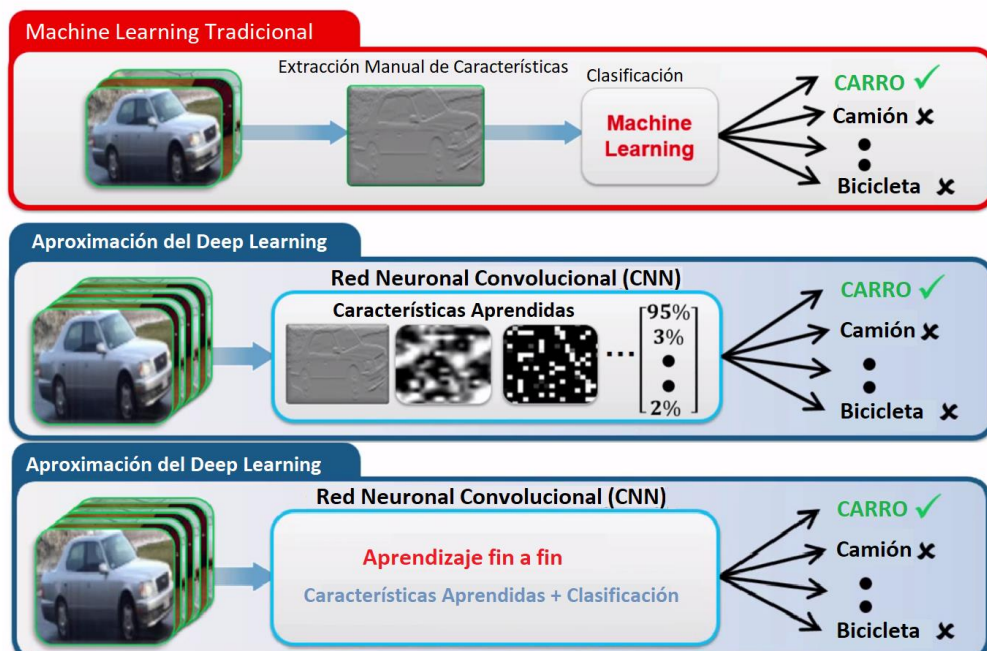 Machine Learning Tradicional
Extracción Manual de Características
Clasificación
Machine
Learning
CARRO
Camión
Bicicleta
Aproximación del Deep Learning
Red Neuronal Convolucional (CNN)
Características Aprendidas
95%
3%
2%
CARRO
Camión
Bicicleta
Aproximación del Deep Learning
Red Neuronal Convolucional (CNN)
Aprendizaje fin a fin
Características Aprendidas + Clasificación
CARRO
Camión
Bicicleta